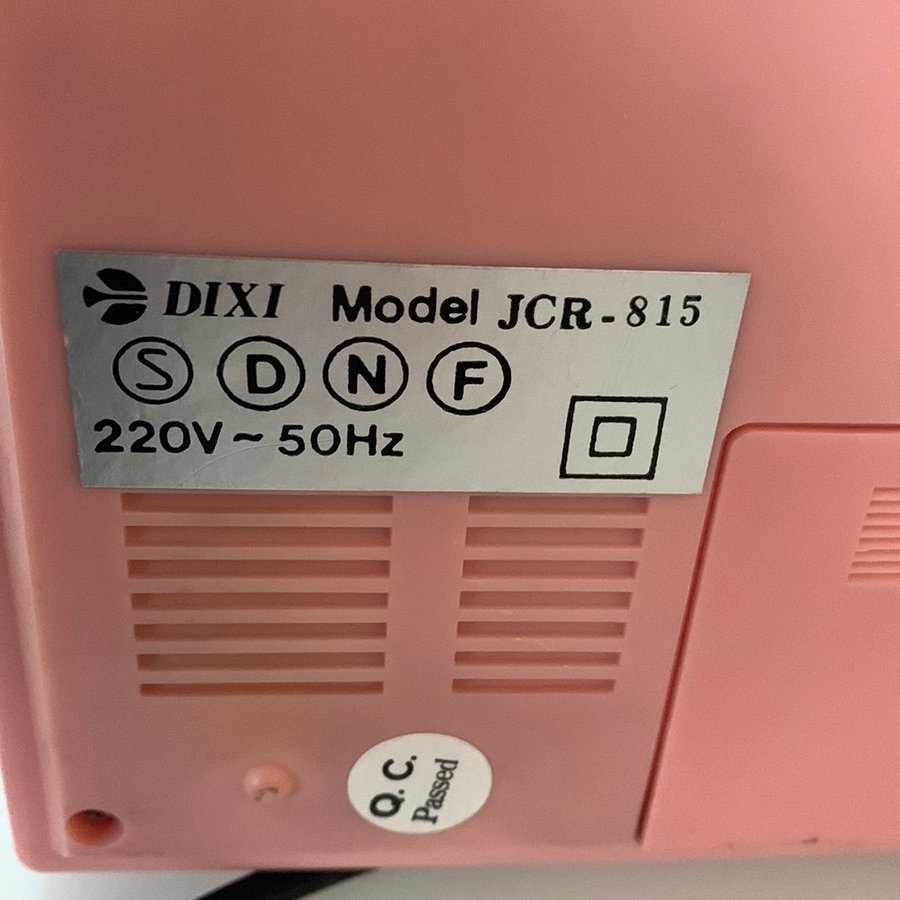 DIXI Model JCR-815
S D N F
220V~50Hz
Q.C.
Passed